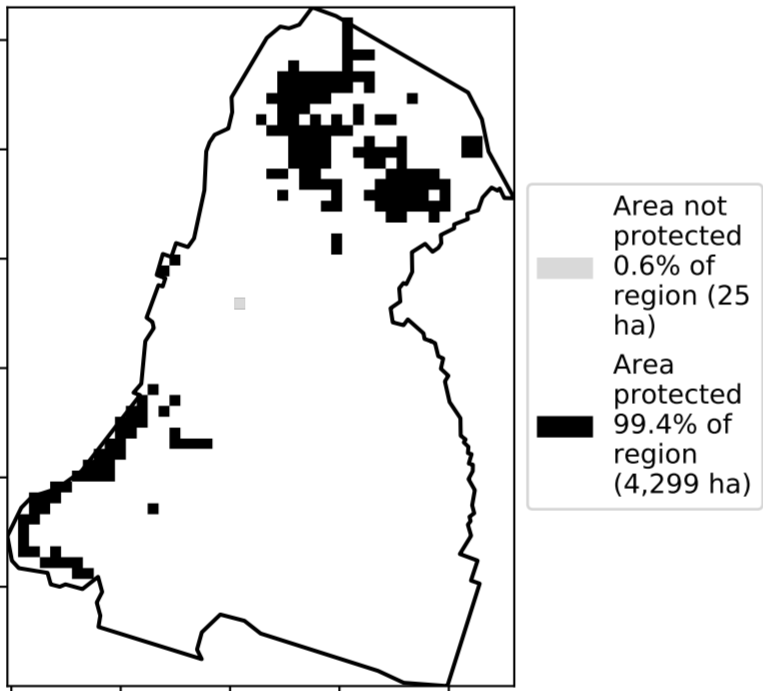 Area not
protected
0.6% of
region (25
ha)
Area
protected
99.4% of
region
(4,299 ha)